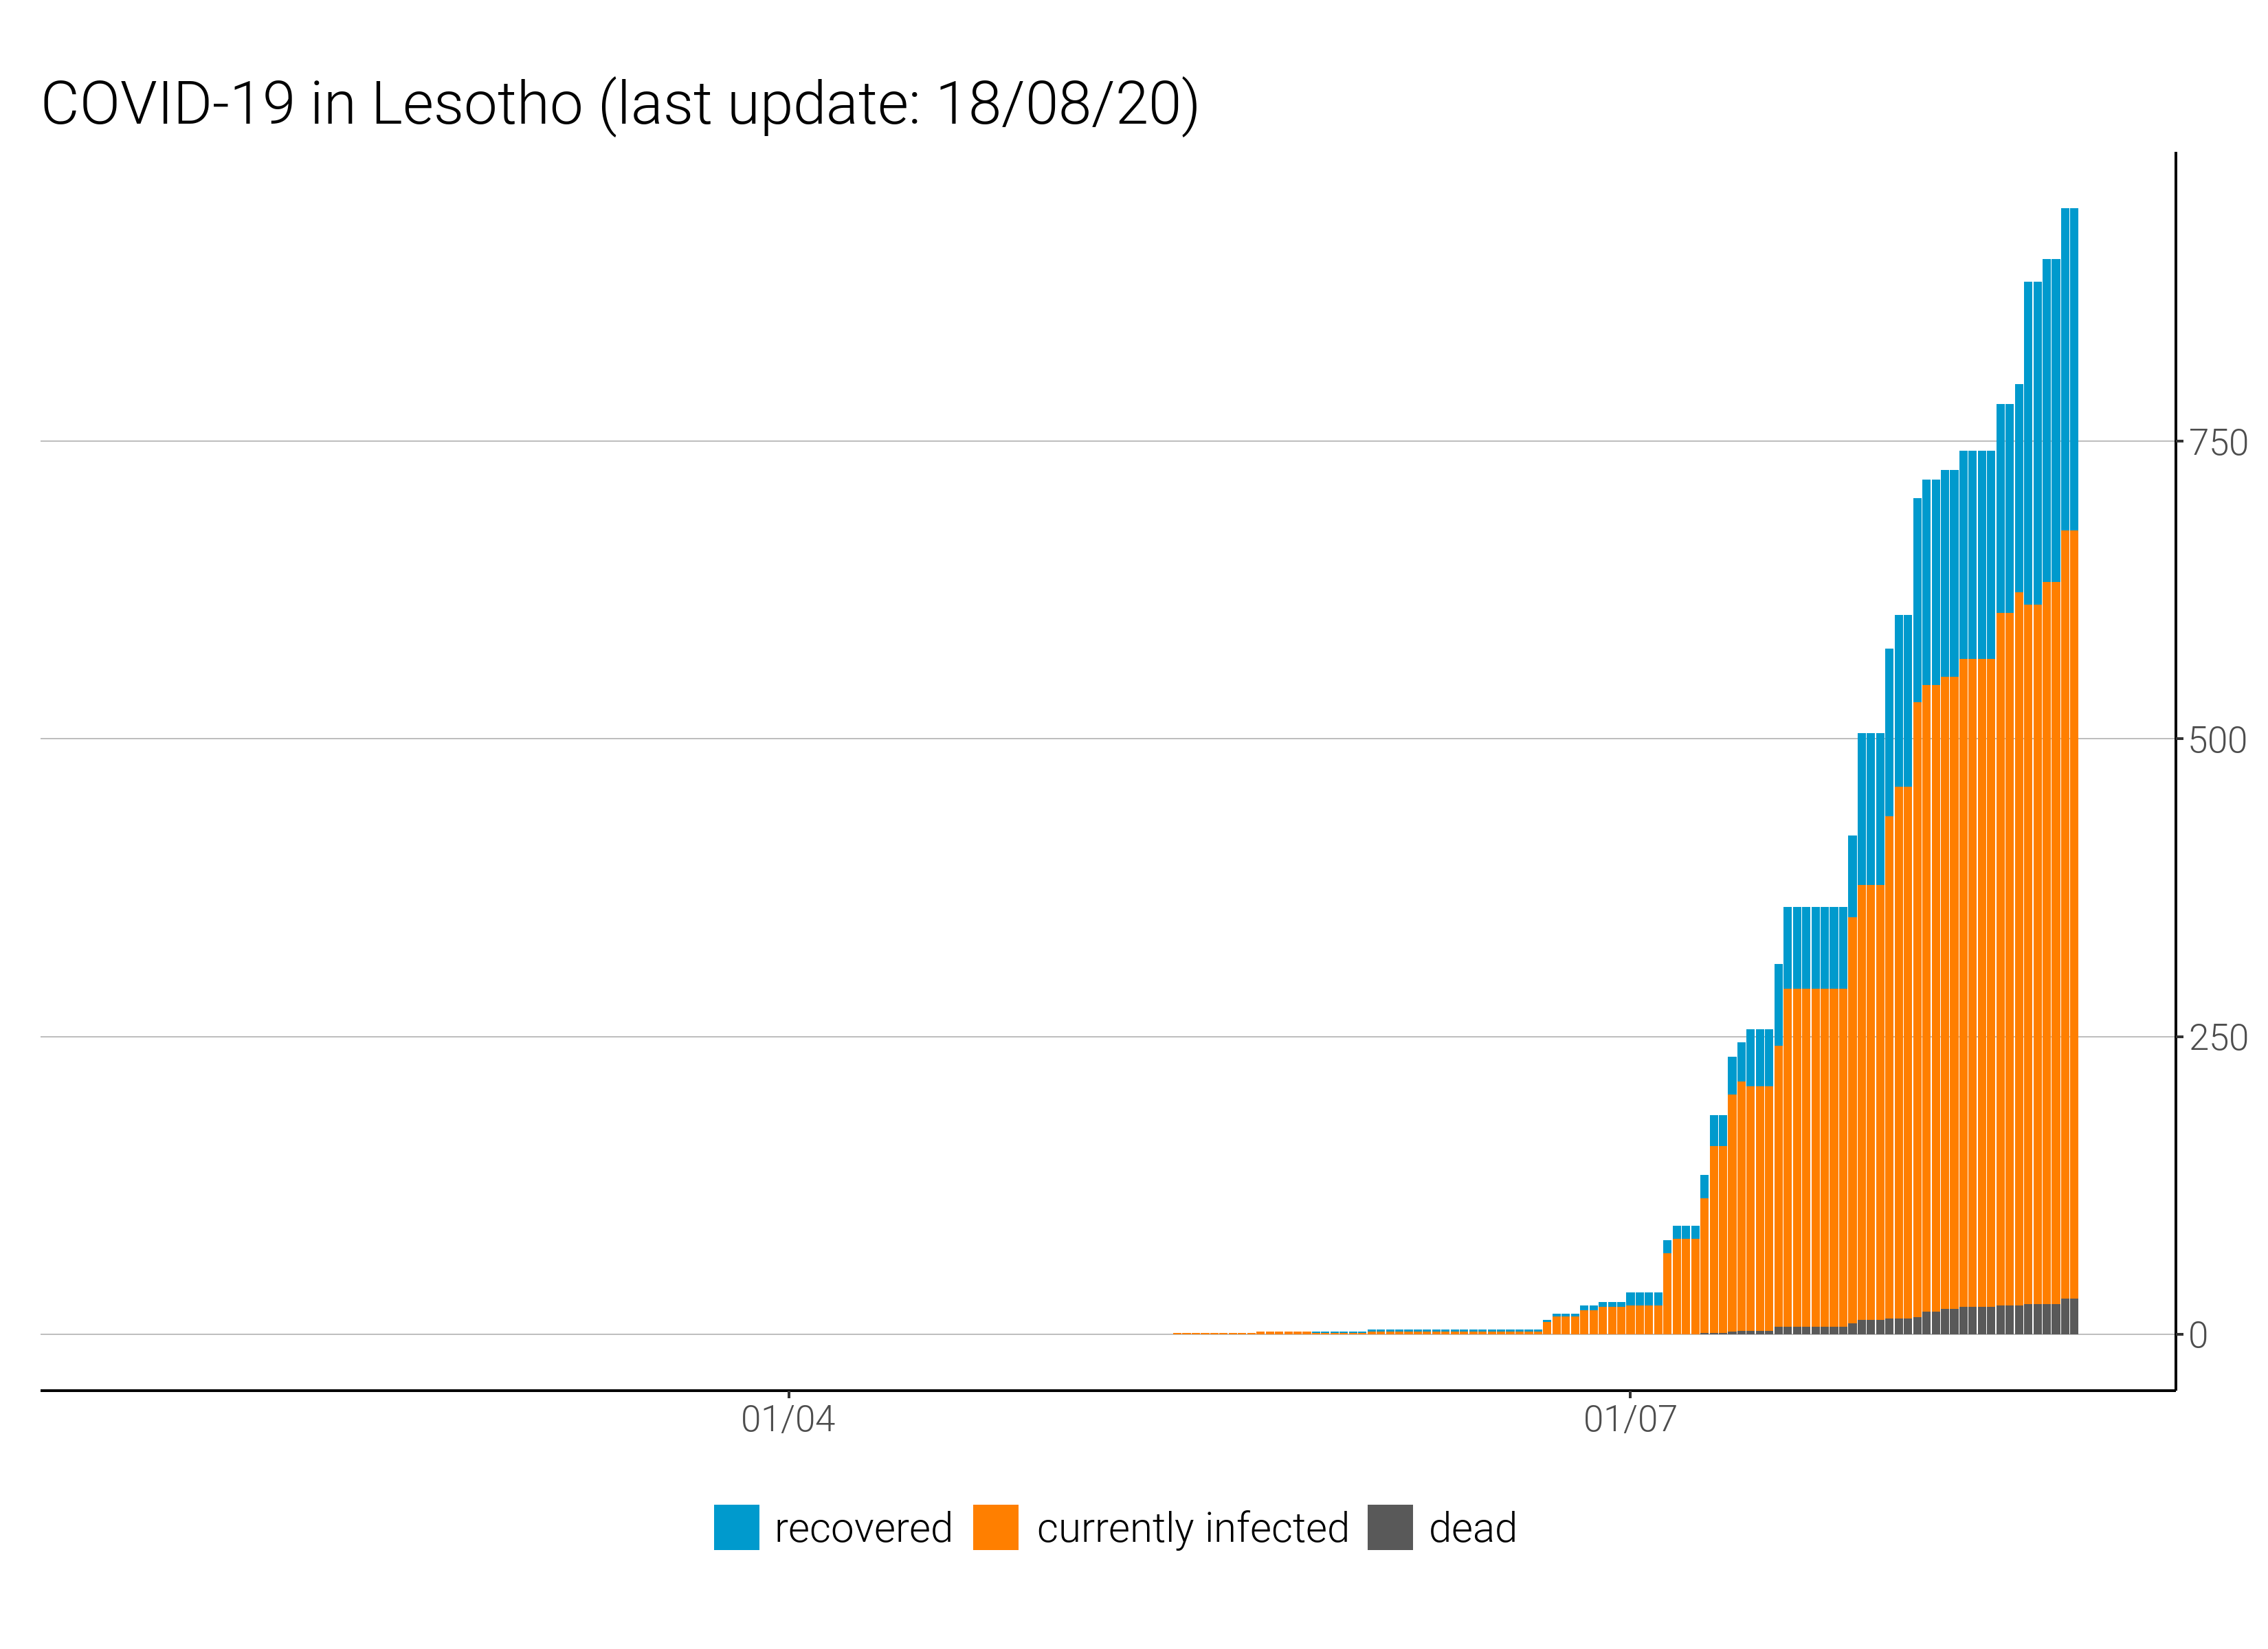 COVID-19 in Lesotho (last update: 18/08/20)
750
500
250
0
01/04 01/07
recovered currently infected dead